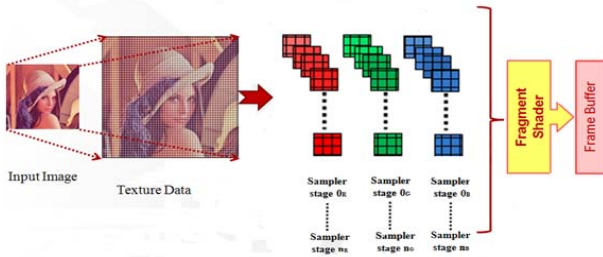 Input Image
Texture Data
Sampler
stage 0R
Sampler
stage 0G
Sampler
stage 0B
Sampler
stage nR
Sampler
stage nG
Sampler
stage nB
Fragment
Shader
Frame Buffer